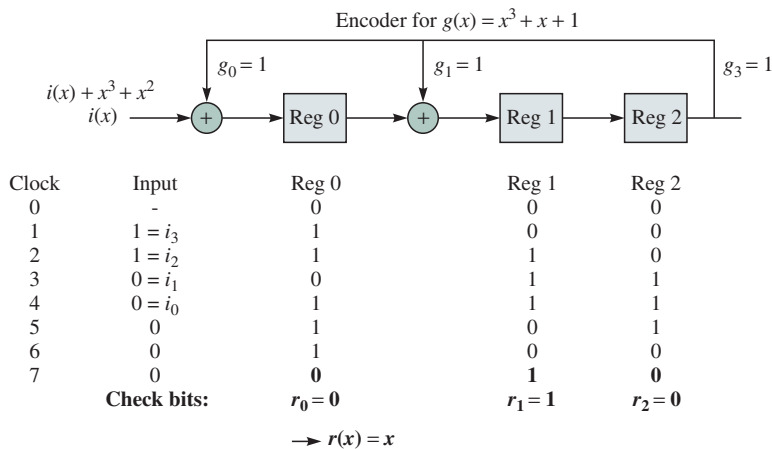 Encoder for g(x) = x³ + x + 1
g₀ = 1 g₁ = 1 g₃ = 1
i(x) + x³ + x²
i(x) + Reg 0 + Reg 1 Reg 2
Clock Input Reg 0 Reg 1 Reg 2
0 - 0 0 0
1 1 = i₃ 1 0 0
2 1 = i₂ 1 1 0
3 0 = i₁ 0 1 1
4 0 = i₀ 1 1 1
5 0 1 0 1
6 0 1 0 0
7 0 0 1 0
Check bits: r₀ = 0 r₁ = 1 r₂ = 0
→ r(x) = x